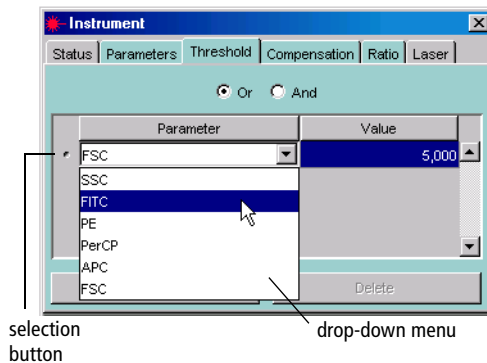 Instrument
Status Parameters Threshold Compensation Ratio Laser
Or And
Parameter Value
FSC 5,000
SSC
FITC
PE
PerCP
APC
FSC
Delete
selection
button
drop-down menu